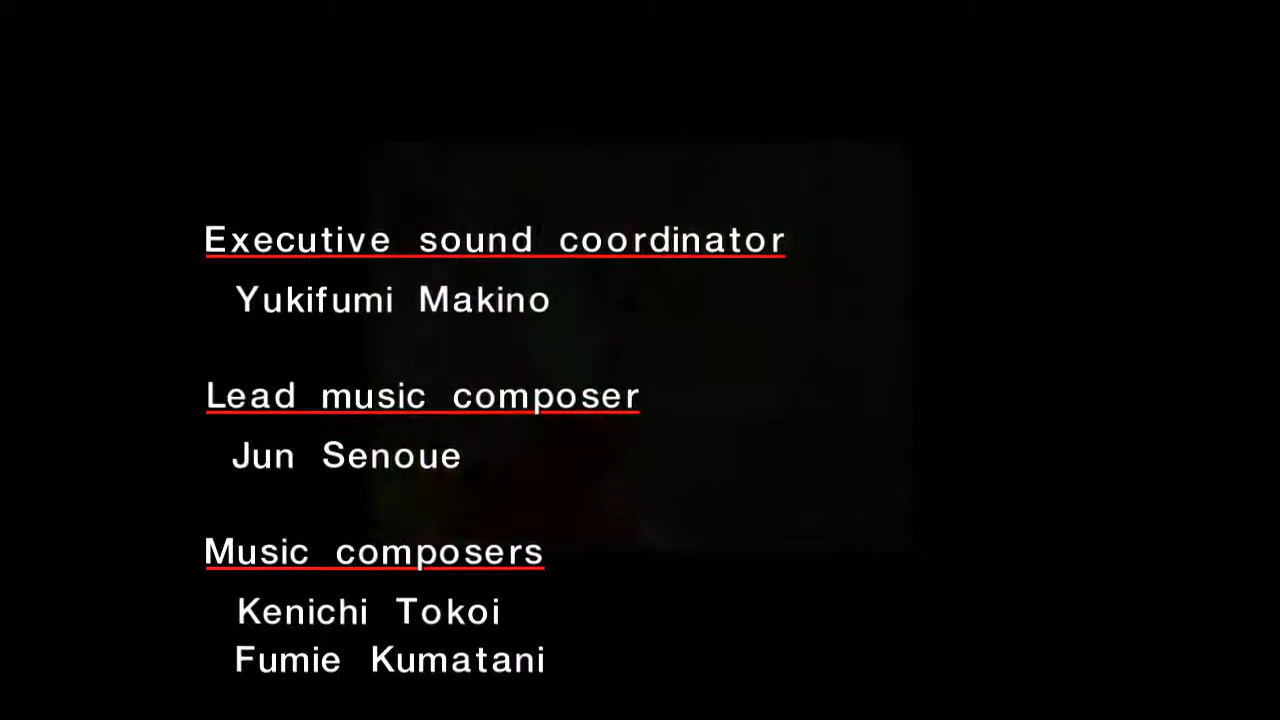 Executive sound coordinator
Yukifumi Makino
Lead music composer
Jun Senoue
Music composers
Kenichi Tokoi
Fumie Kumatani